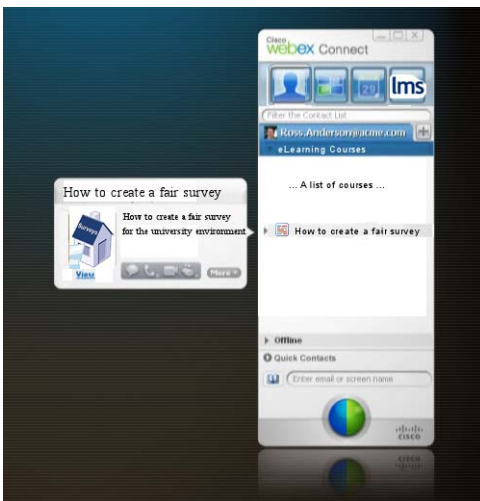 Cisco
webex Connect
29
lms
Filter the Contact List
Ross.Anderson@acme.com
eLearning Courses
... A list of courses ...
How to create a fair survey
How to create a fair survey
for the university environment
Surveys
View
More
How to create a fair survey
Offline
Quick Contacts
Enter email or screen name
CISCO